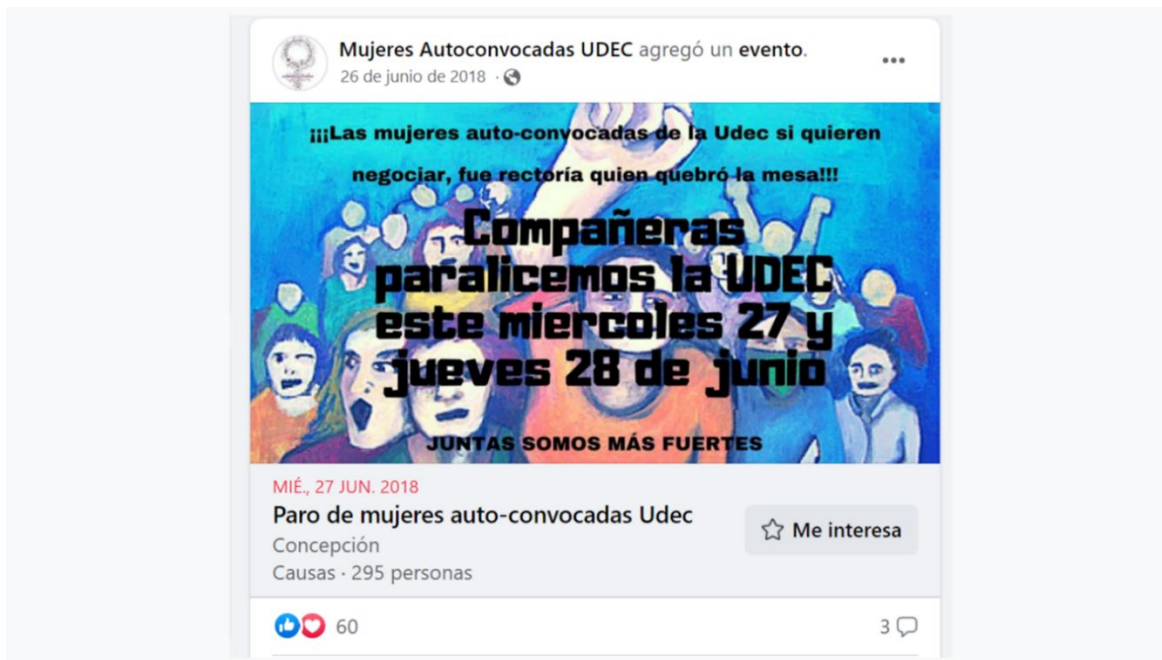 Mujeres Autoconvocadas UDEC agregó un evento.
26 de junio de 2018 ·
¡¡¡Las mujeres auto-convocadas de la Udec si quieren
negociar, fue rectoría quien quebró la mesa!!!
Compañeras
paralicemos la UDEC
este miercoles 27 y
jueves 28 de junio
JUNTAS SOMOS MÁS FUERTES
MIÉ., 27 JUN. 2018
Paro de mujeres auto-convocadas Udec
Me interesa
Concepción
Causas · 295 personas
60
3